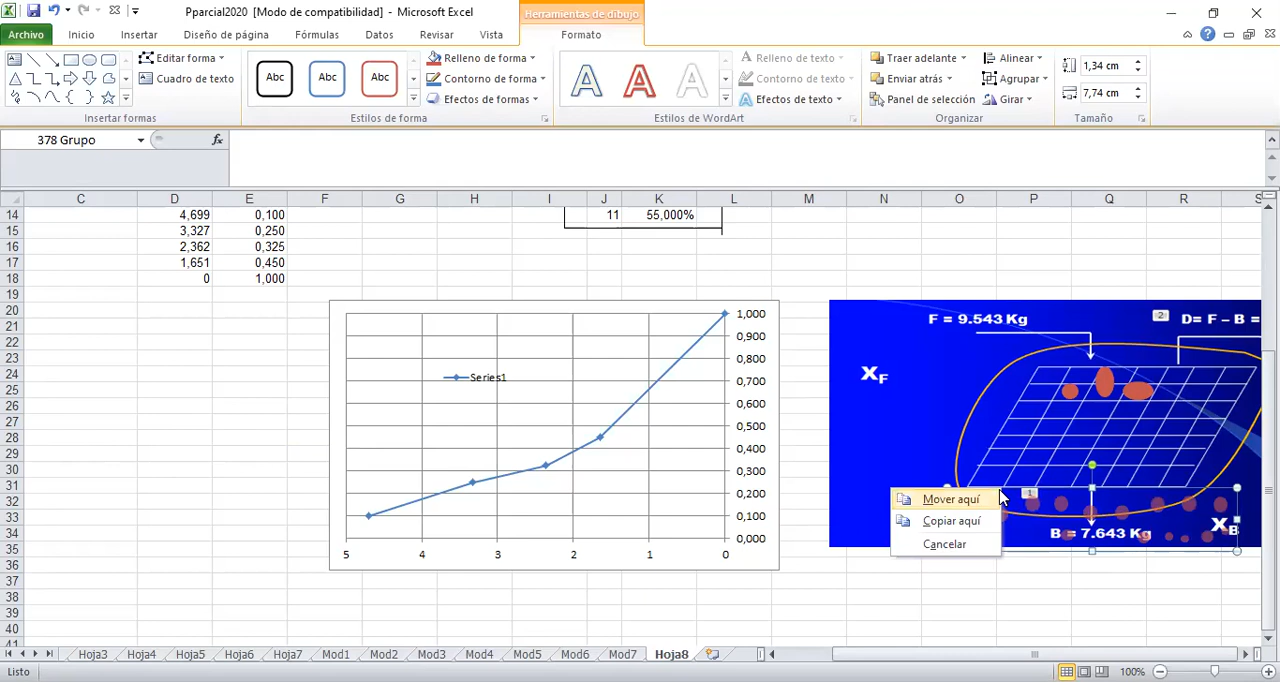 Pparcial2020 [Modo de compatibilidad] - Microsoft Excel
Herramientas de dibujo
Archivo Inicio Insertar Diseño de página Fórmulas Datos Revisar Vista Formato
Editar forma
Cuadro de texto
Insertar formas
Abc Abc Abc
Relleno de forma
Contorno de forma
Efectos de formas
Estilos de forma
A A A
Relleno de texto
Contorno de texto
Efectos de texto
Estilos de WordArt
Traer adelante
Enviar atrás
Panel de selección
Alinear
Agrupar
Girar
Organizar
1,34 cm
7,74 cm
Tamaño
378 Grupo
fx
C D E F G H I J K L M N O P Q R S
14 4,699 0,100 11 55,000%
15 3,327 0,250
16 2,362 0,325
17 1,651 0,450
18 0 1,000
19
20
21
22
23
24
25
26
27
28
29
30
31
32
33
34
35
36
37
38
39
40
41
1,000
0,900
0,800
0,700
0,600
0,500
0,400
0,300
0,200
0,100
0,000
Series1
5 4 3 2 1 0
F = 9.543 Kg
2
D= F – B =
XF
1
XB
B = 7.643 Kg
Mover aquí
Copiar aquí
Cancelar
Hoja3 Hoja4 Hoja5 Hoja6 Hoja7 Mod1 Mod2 Mod3 Mod4 Mod5 Mod6 Mod7 Hoja8
Listo
100%